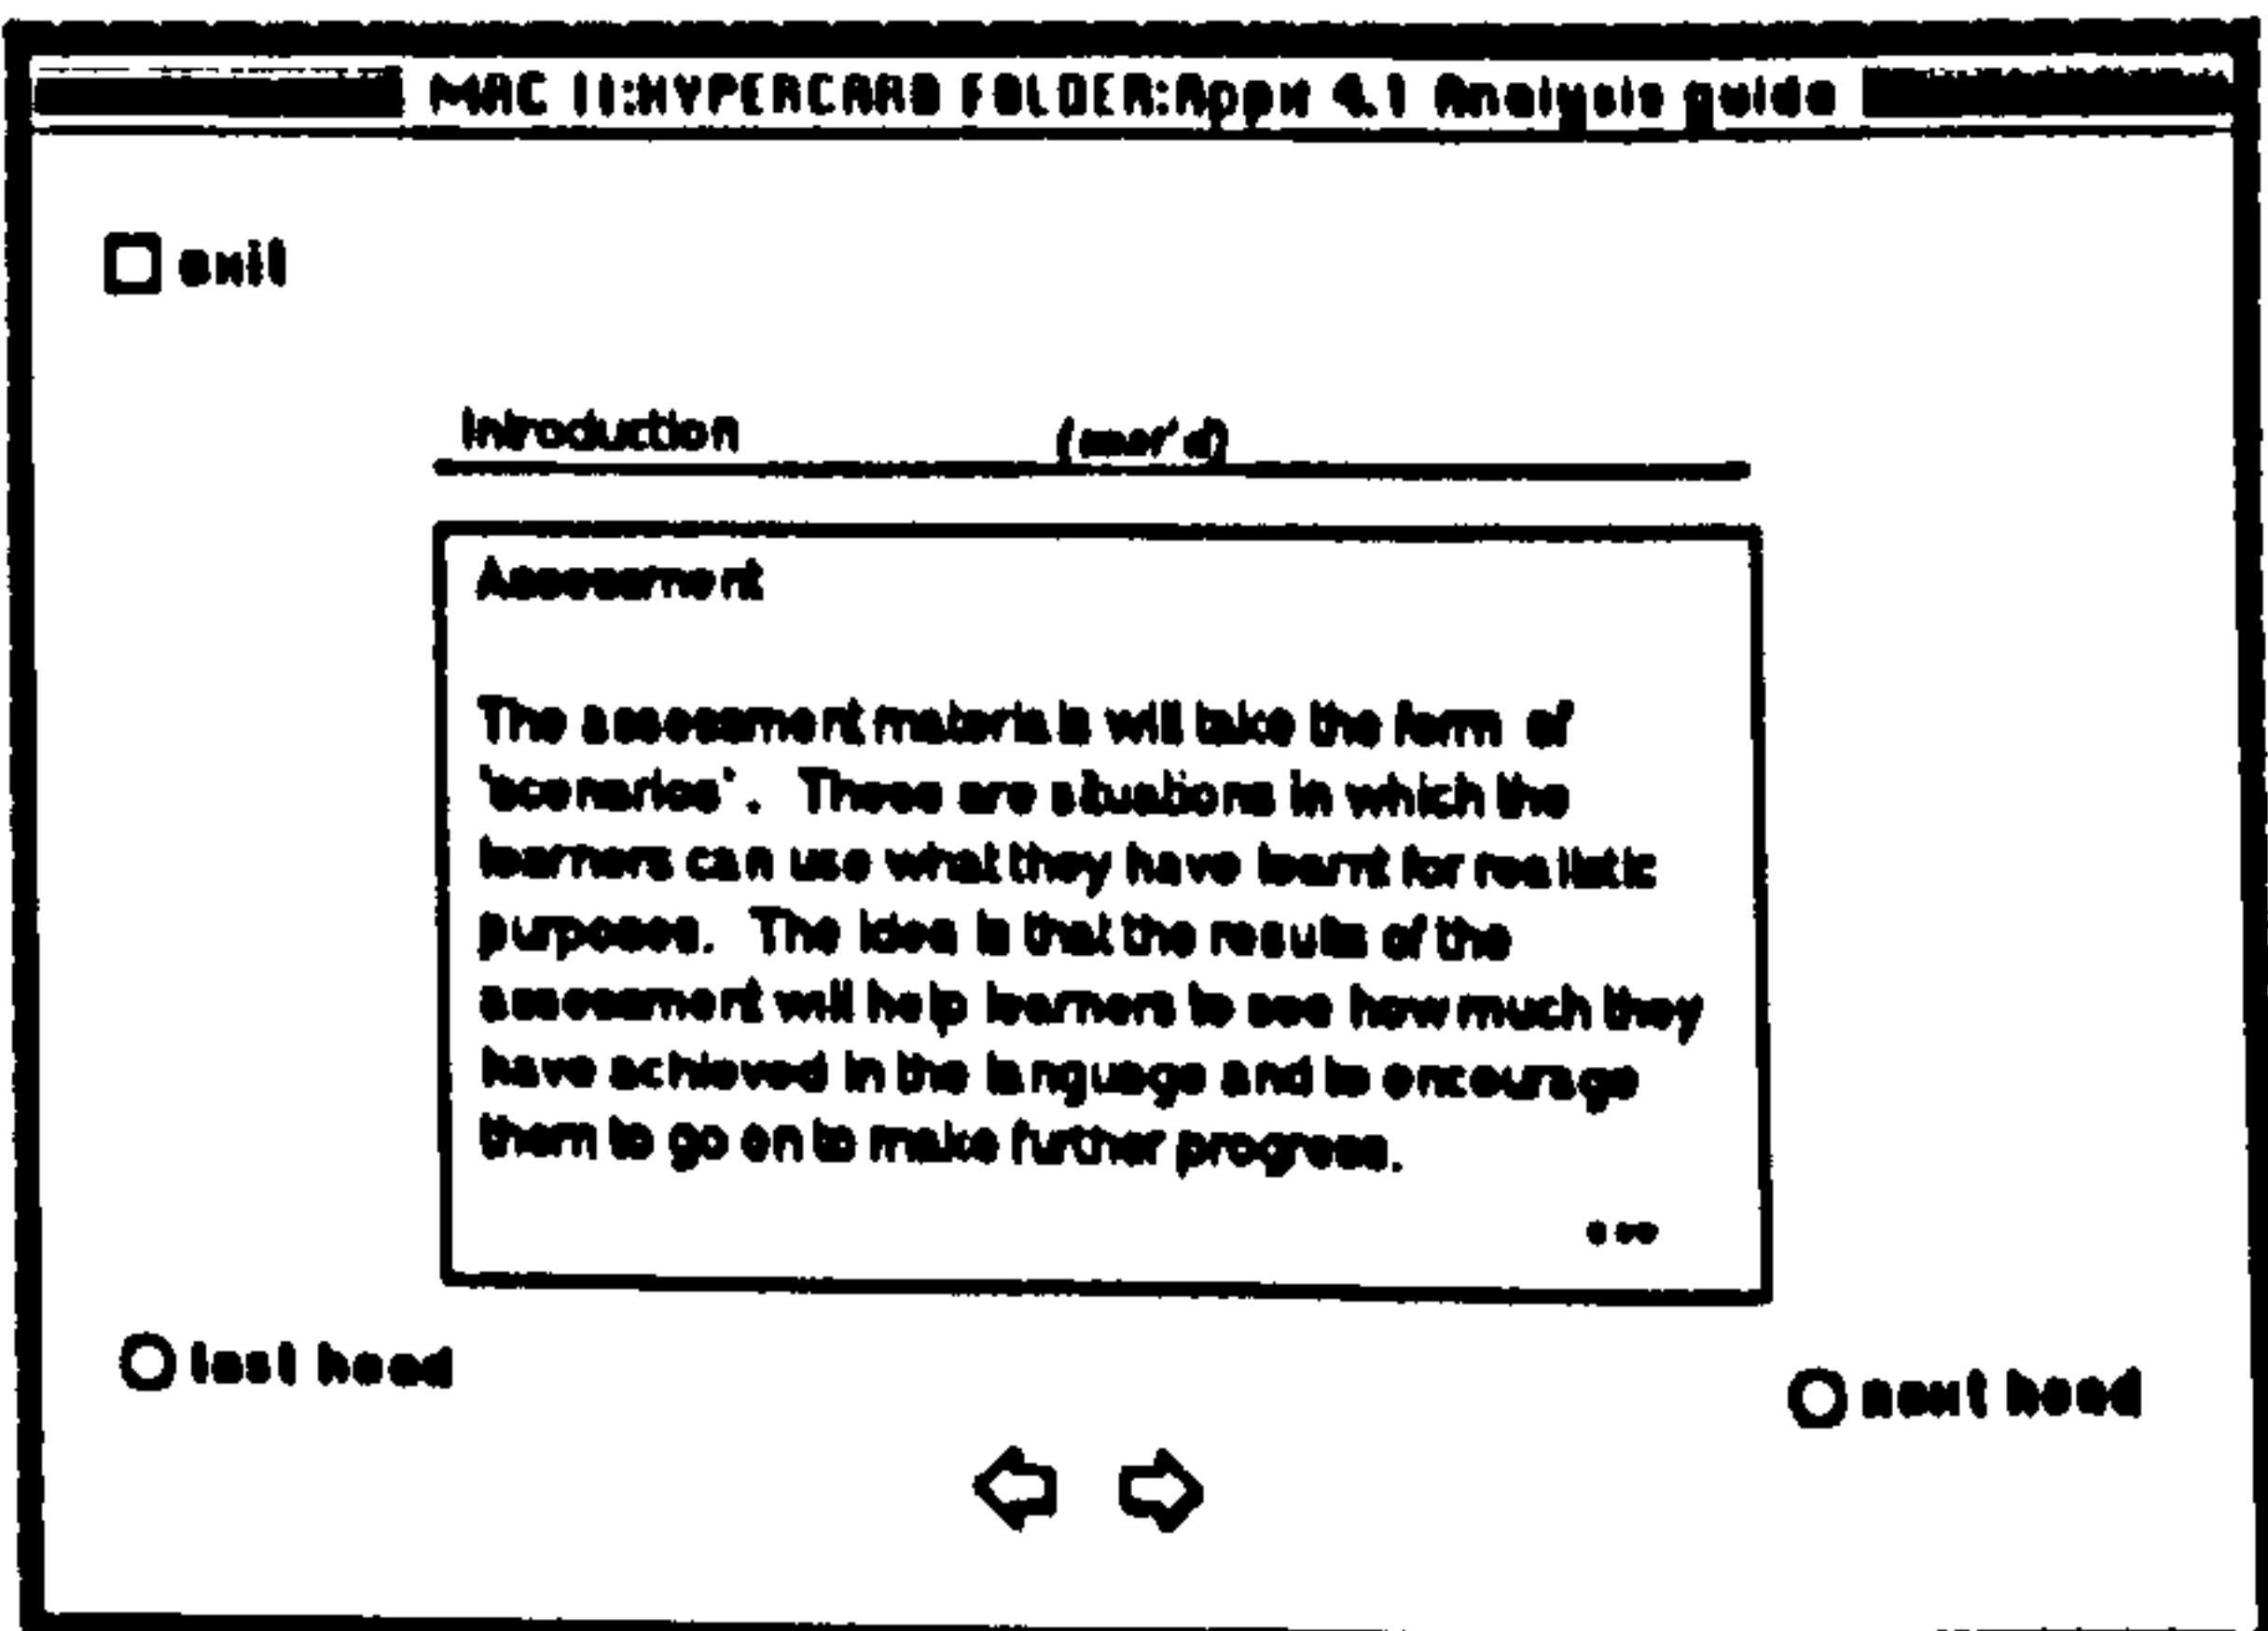 MAC II:HYPERCARD FOLDER:Appx 4.1 Analysis guide
exit
Introduction (cont'd)
Assessment
The assessment materials will take the form of
'scenarios'. These are situations in which the
learners can use what they have learnt for realistic
purposes. The idea is that the results of the
assessment will help learners to see how much they
have achieved in the language and to encourage
them to go on to make further progress.
...
last head
next head